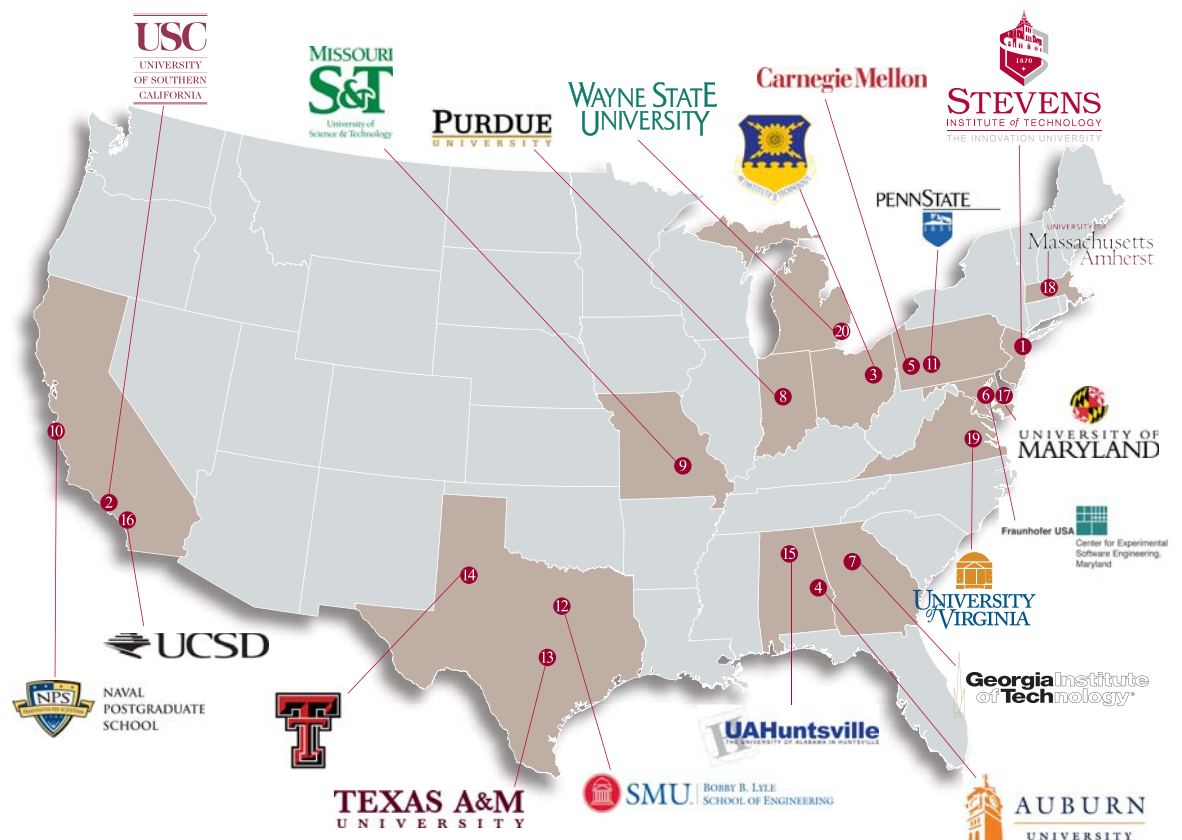 USC
UNIVERSITY
OF SOUTHERN
CALIFORNIA
MISSOURI
S&T
University of
Science & Technology
PURDUE
UNIVERSITY
WAYNE STATE
UNIVERSITY
Carnegie Mellon
1870
STEVENS
INSTITUTE of TECHNOLOGY
THE INNOVATION UNIVERSITY
PENNSTATE
1855
UNIVERSITY OF
Massachusetts
Amherst
18
20
1
3
5
11
8
6
17
10
19
9
2
16
15
7
14
4
12
13
UNIVERSITY OF
MARYLAND
Fraunhofer USA
Center for Experimental
Software Engineering,
Maryland
UNIVERSITY
of VIRGINIA
UCSD
NPS
NAVAL
POSTGRADUATE
SCHOOL
T
Georgia Institute
of Technology
UAHuntsville
THE UNIVERSITY OF ALABAMA IN HUNTSVILLE
TEXAS A&M
UNIVERSITY
SMU
BOBBY B. LYLE
SCHOOL OF ENGINEERING
AUBURN
UNIVERSITY